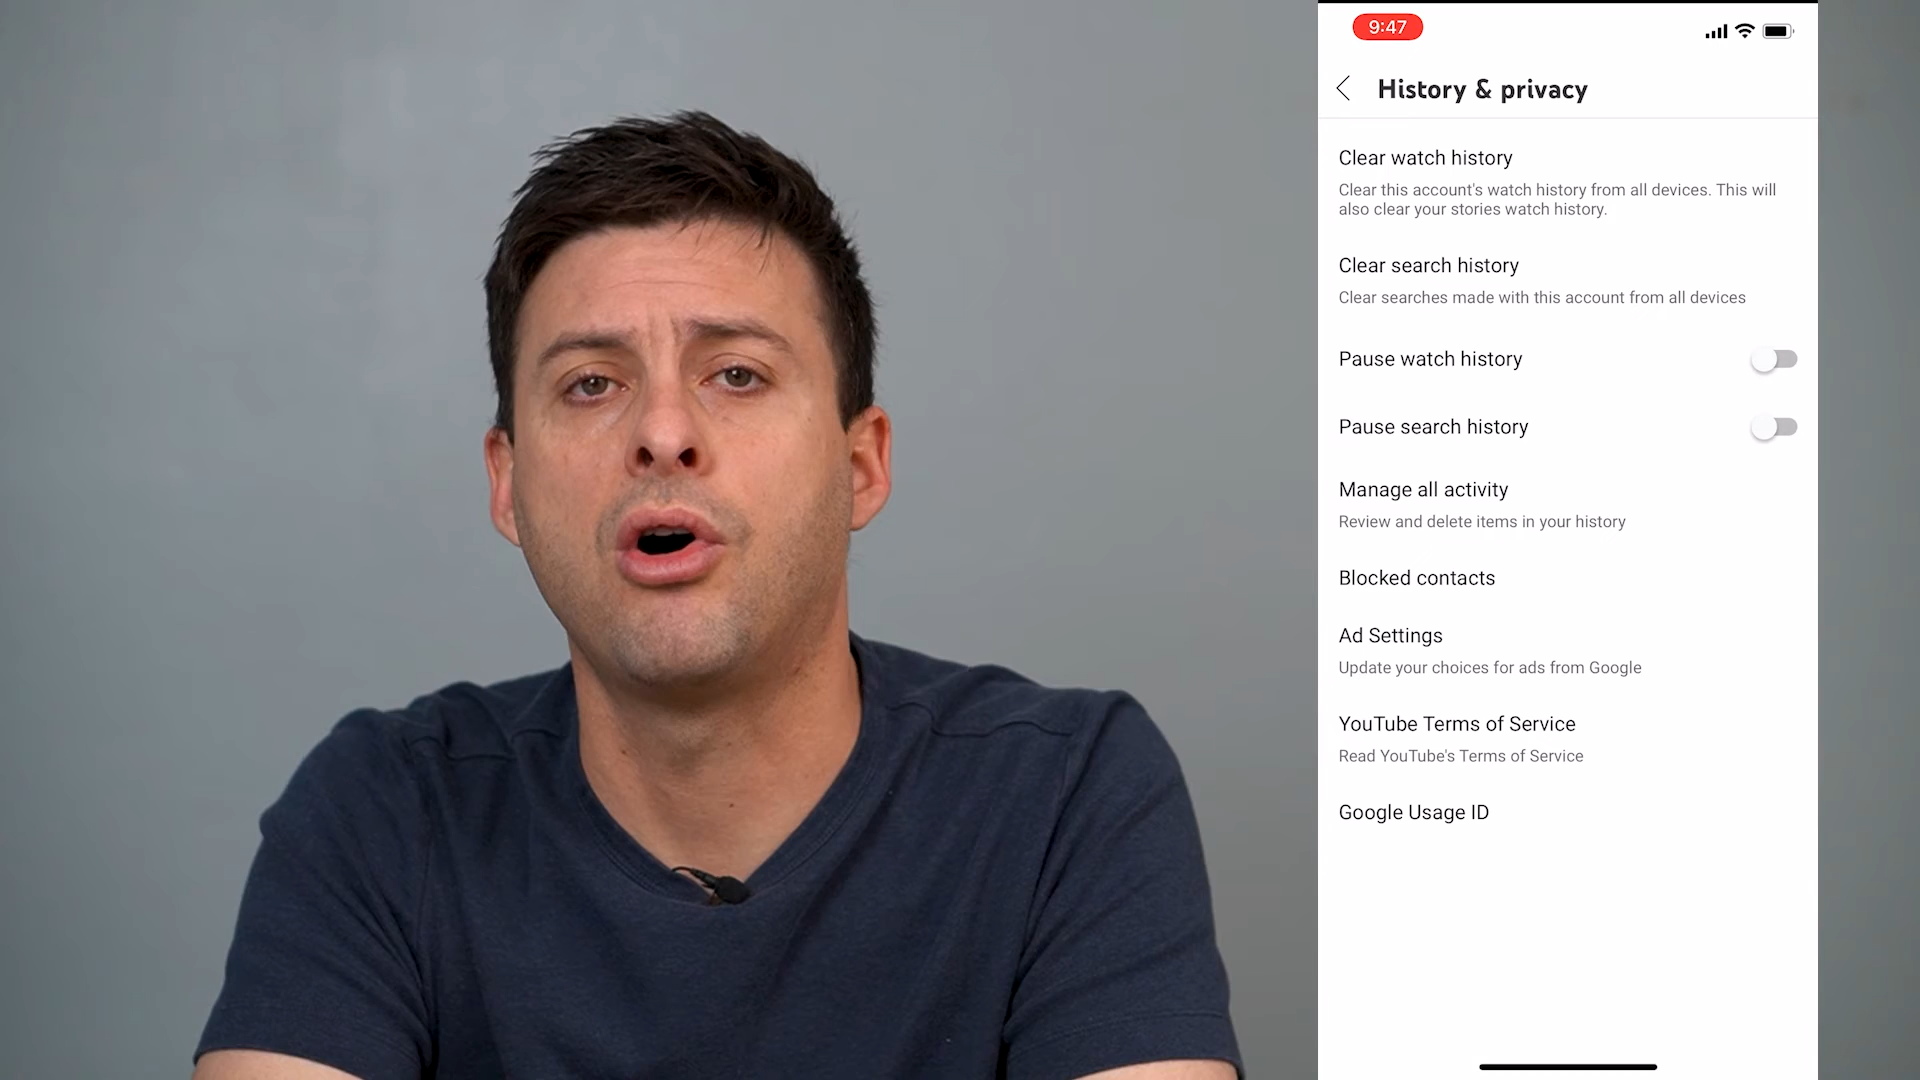 9:47
History & privacy
Clear watch history
Clear this account's watch history from all devices. This will
also clear your stories watch history.
Clear search history
Clear searches made with this account from all devices
Pause watch history
Pause search history
Manage all activity
Review and delete items in your history
Blocked contacts
Ad Settings
Update your choices for ads from Google
YouTube Terms of Service
Read YouTube's Terms of Service
Google Usage ID